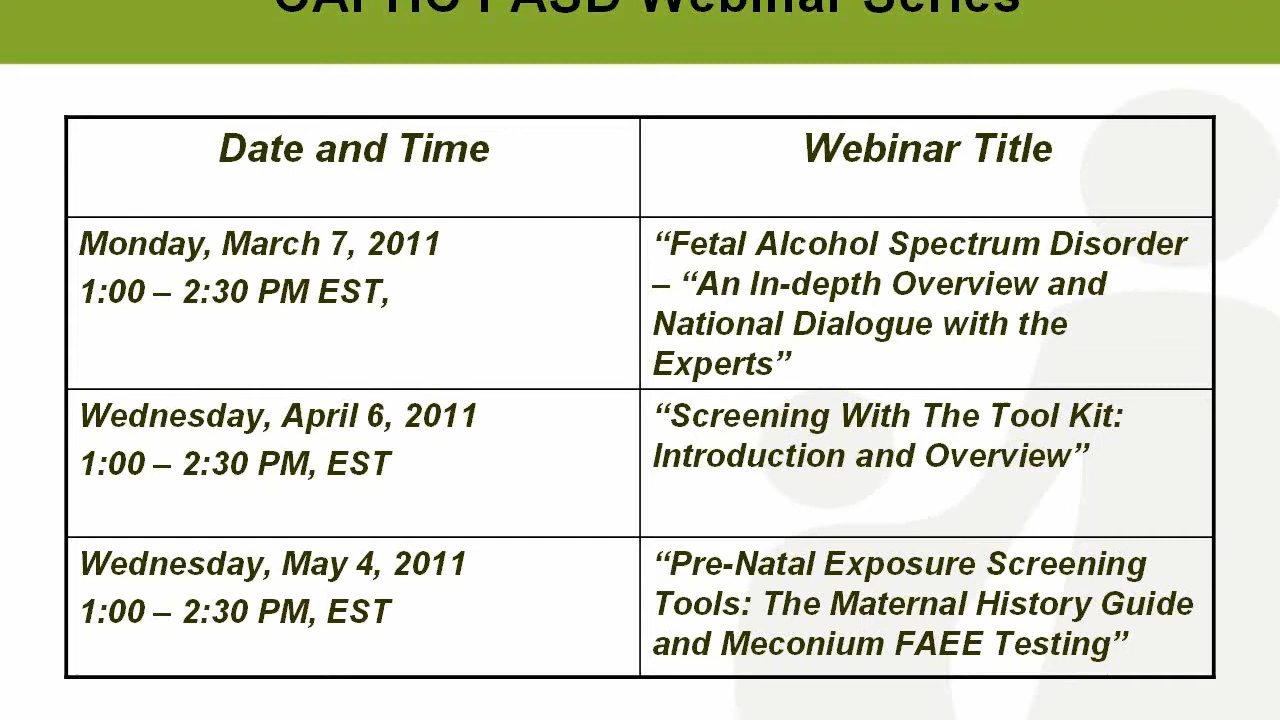 CAPHC FASD Webinar Series
Date and Time
Webinar Title
Monday, March 7, 2011
1:00 – 2:30 PM EST,
“Fetal Alcohol Spectrum Disorder
– “An In-depth Overview and
National Dialogue with the
Experts”
Wednesday, April 6, 2011
1:00 – 2:30 PM, EST
“Screening With The Tool Kit:
Introduction and Overview”
Wednesday, May 4, 2011
1:00 – 2:30 PM, EST
“Pre-Natal Exposure Screening
Tools: The Maternal History Guide
and Meconium FAEE Testing”